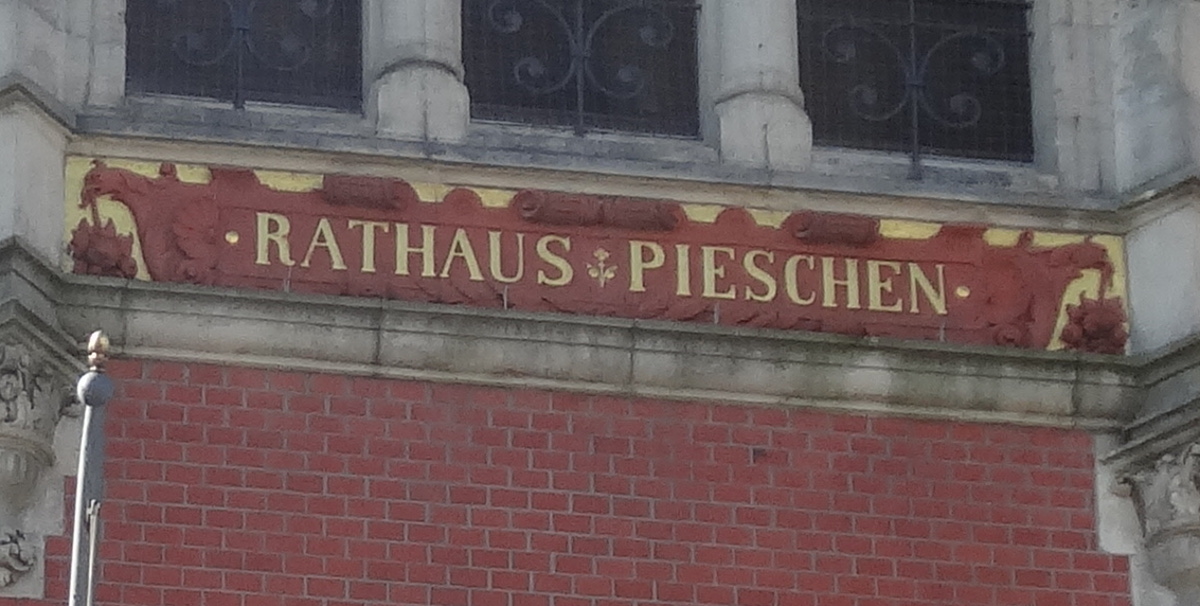 · RATHAUS PIESCHEN ·